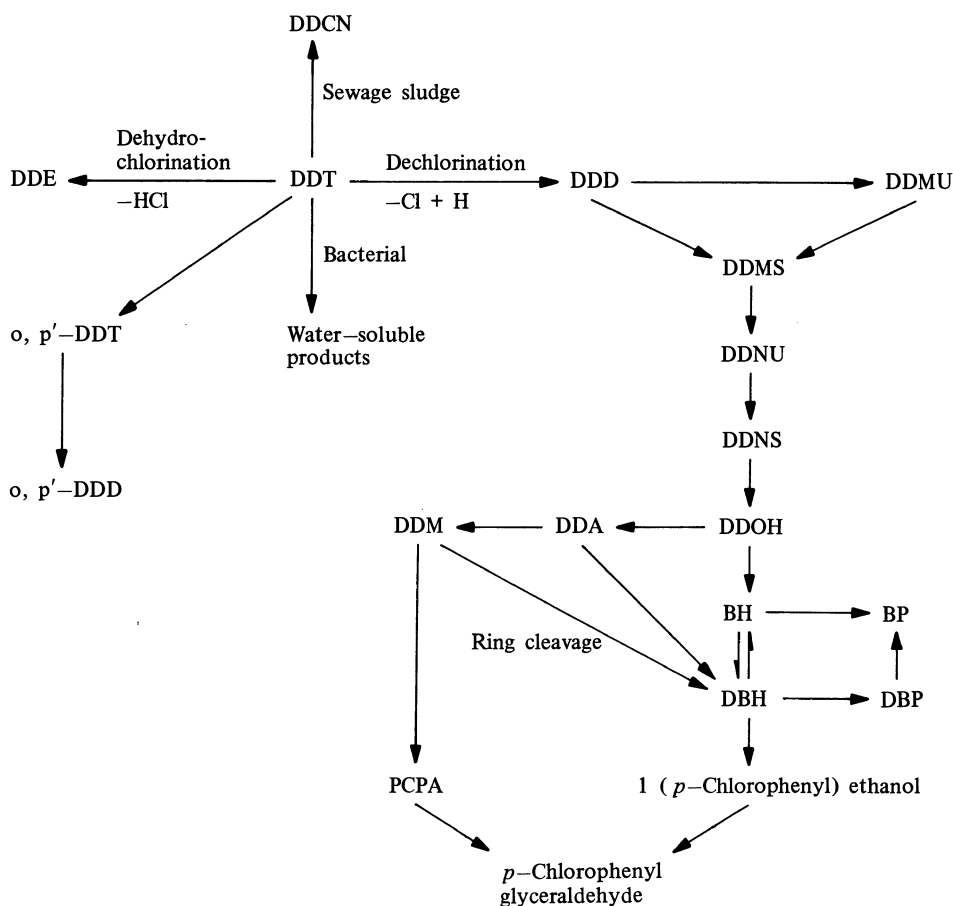 DDCN
Sewage sludge
Dehydro-
chlorination
Dechlorination
DDE
DDT
DDD
DDMU
–HCl
–Cl + H
Bacterial
DDMS
o, p′–DDT
Water–soluble
products
DDNU
DDNS
o, p′–DDD
DDM
DDA
DDOH
BH
BP
Ring cleavage
DBH
DBP
PCPA
1 (p–Chlorophenyl) ethanol
p–Chlorophenyl
glyceraldehyde